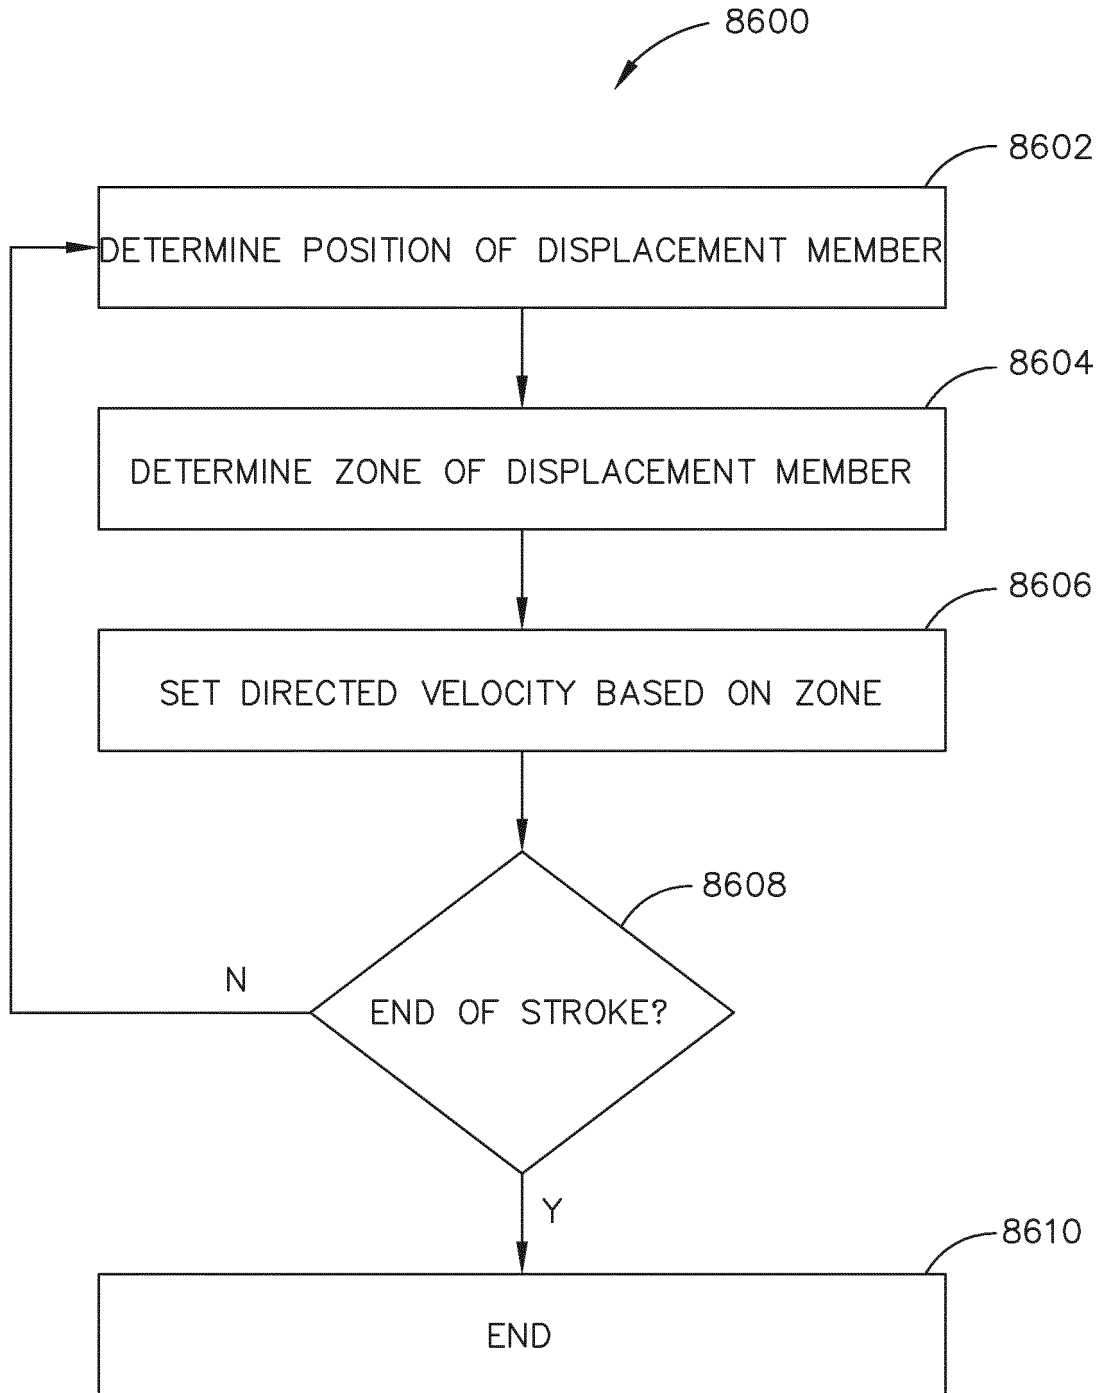 8600
8602
DETERMINE POSITION OF DISPLACEMENT MEMBER
8604
DETERMINE ZONE OF DISPLACEMENT MEMBER
8606
SET DIRECTED VELOCITY BASED ON ZONE
8608
N
END OF STROKE?
Y
8610
END